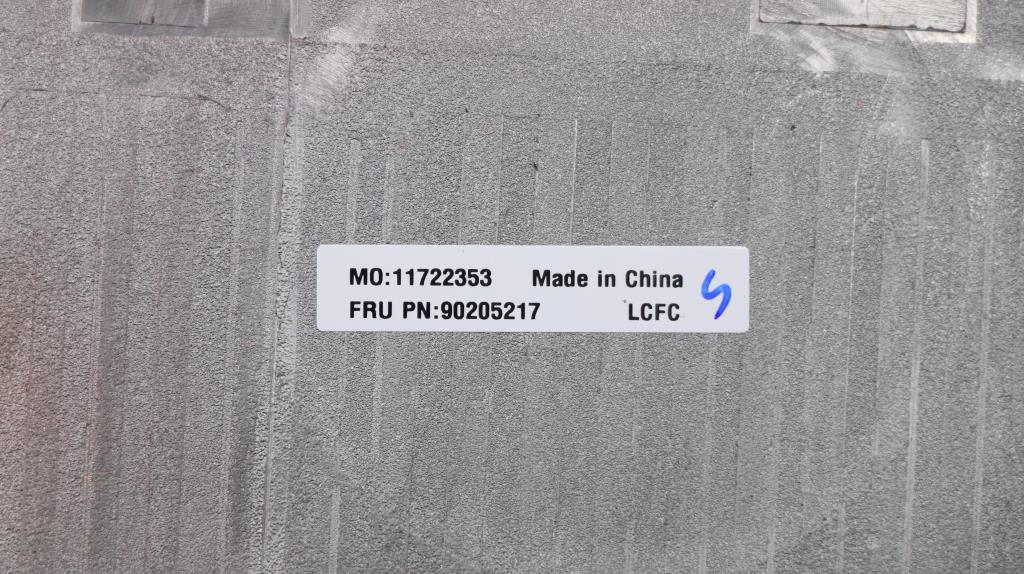 MO:11722353 Made in China
FRU PN:90205217 LCFC